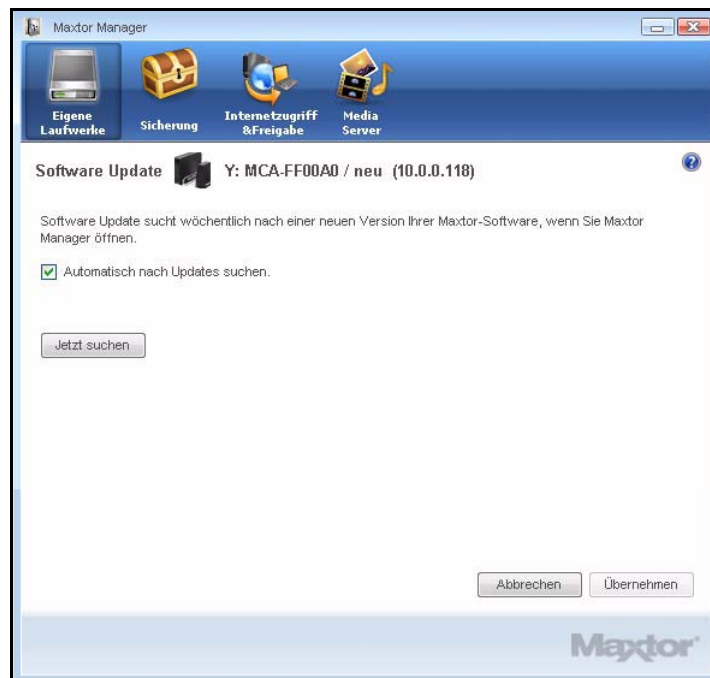 Maxtor Manager
Eigene
Laufwerke
Sicherung
Internetzugriff
&Freigabe
Media
Server
Software Update
Y: MCA-FF00A0 / neu (10.0.0.118)
?
Software Update sucht wöchentlich nach einer neuen Version Ihrer Maxtor-Software, wenn Sie Maxtor
Manager öffnen.
Automatisch nach Updates suchen.
Jetzt suchen
Abbrechen
Übernehmen
Maxtor